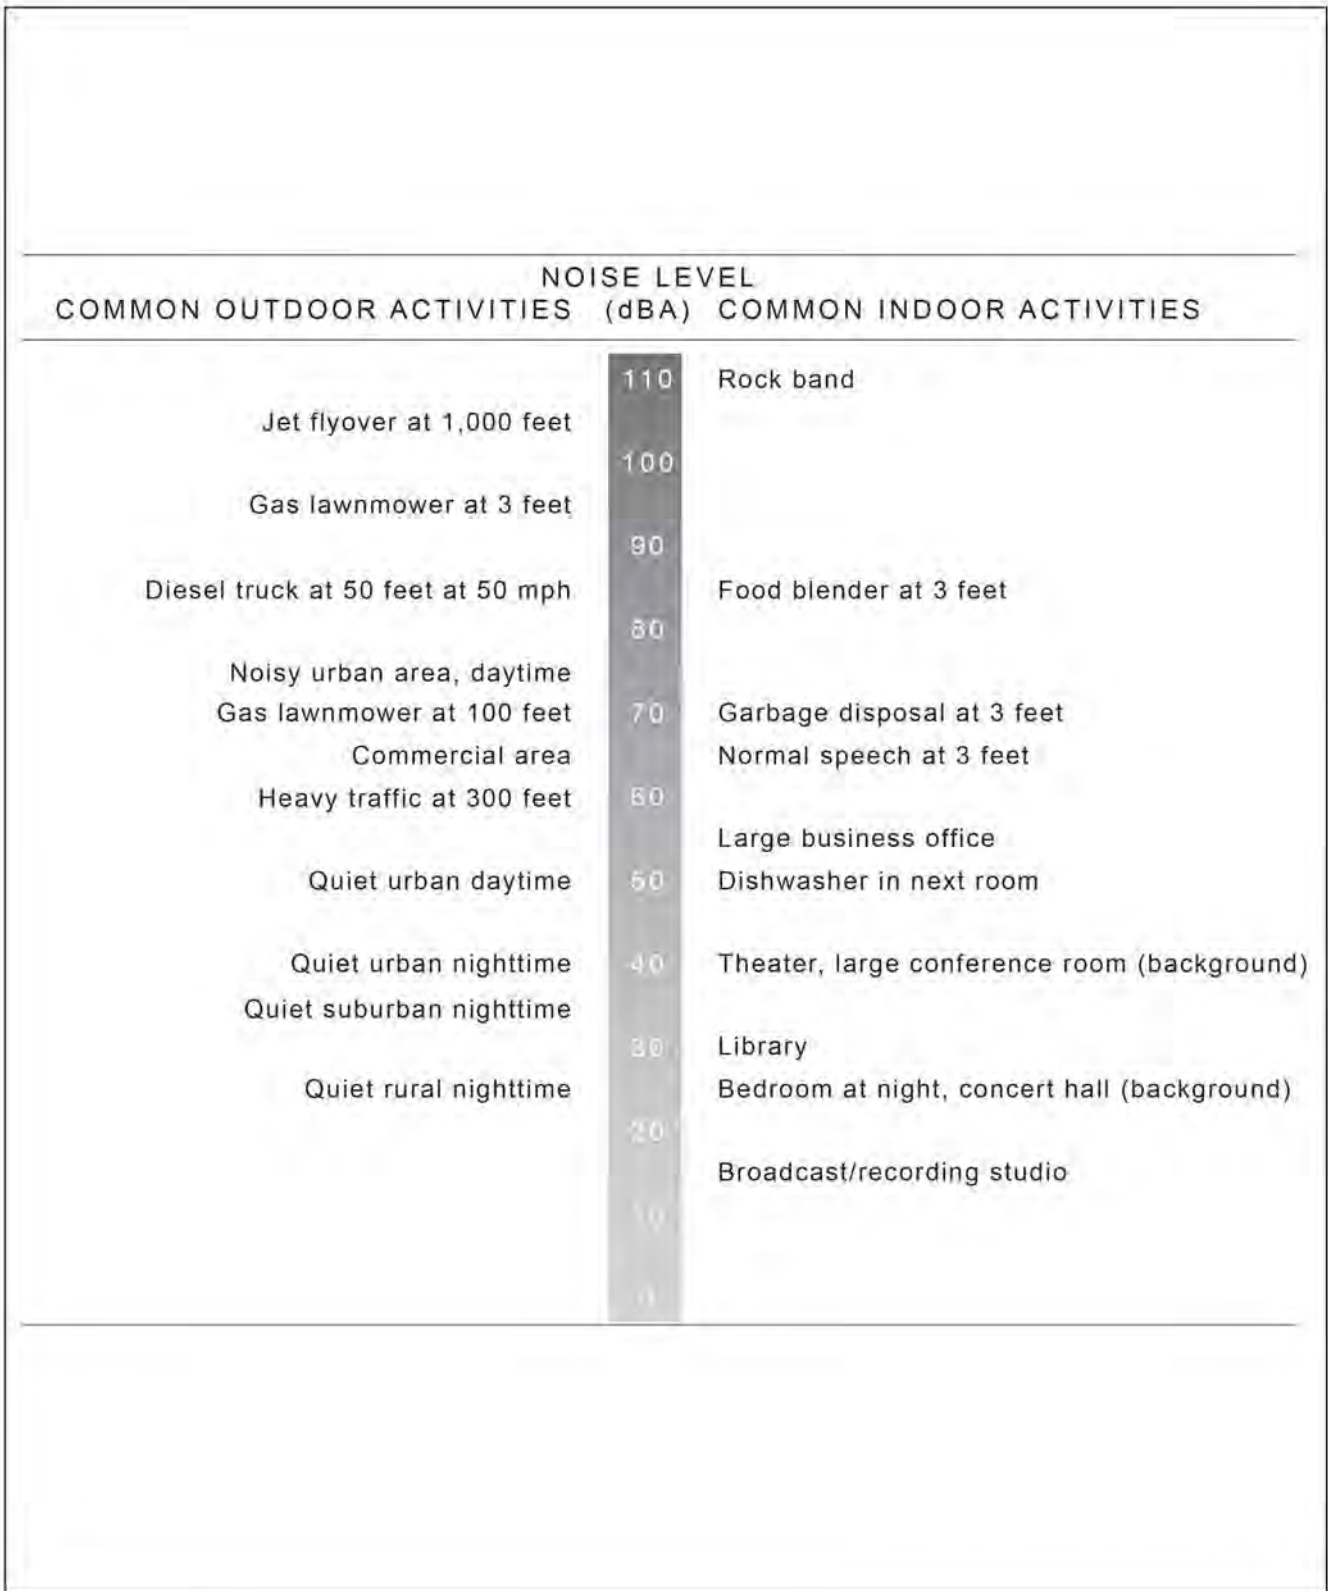 NOISE LEVEL
COMMON OUTDOOR ACTIVITIES (dBA) COMMON INDOOR ACTIVITIES
110 Rock band
Jet flyover at 1,000 feet
100
Gas lawnmower at 3 feet
90
Diesel truck at 50 feet at 50 mph Food blender at 3 feet
80
Noisy urban area, daytime
Gas lawnmower at 100 feet 70 Garbage disposal at 3 feet
Commercial area Normal speech at 3 feet
Heavy traffic at 300 feet 60
Large business office
Quiet urban daytime 50 Dishwasher in next room
Quiet urban nighttime 40 Theater, large conference room (background)
Quiet suburban nighttime
30 Library
Quiet rural nighttime Bedroom at night, concert hall (background)
20
Broadcast/recording studio
10
0